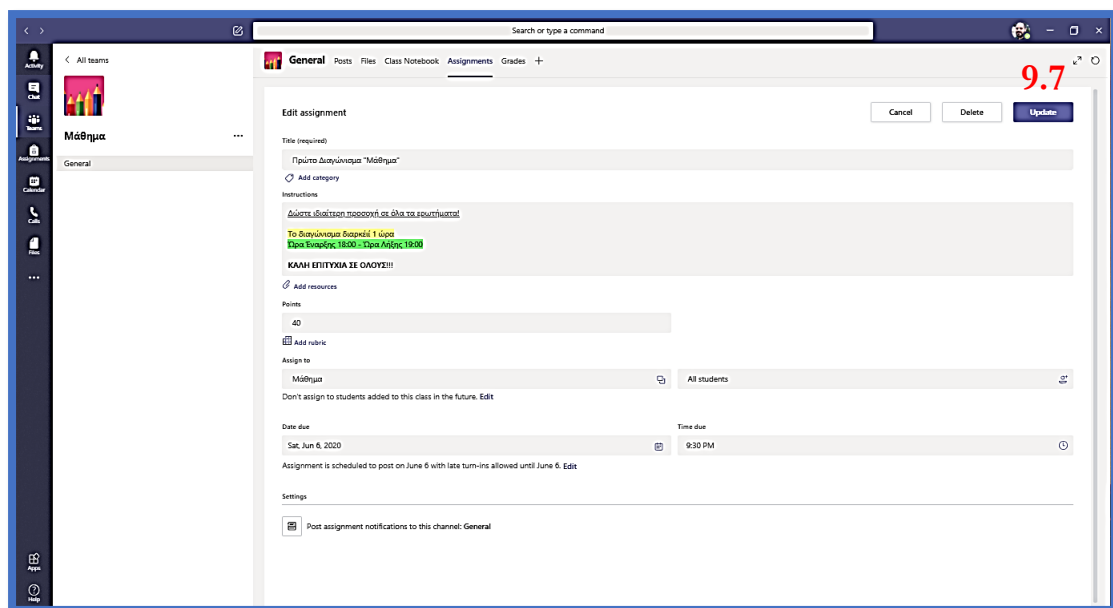 Search or type a command
Activity
Chat
Teams
Assignments
Calendar
Calls
Files
Apps
Help
All teams
Μάθημα
General
General Posts Files Class Notebook Assignments Grades
9.7
Edit assignment
Cancel Delete Update
Title (required)
Πρώτο Διαγώνισμα "Μάθημα"
Add category
Instructions
Δώστε ιδιαίτερη προσοχή σε όλα τα ερωτήματα!
Το διαγώνισμα διαρκεί 1 ώρα
Ώρα Έναρξης 18:00 - Ώρα Λήξης 19:00
ΚΑΛΗ ΕΠΙΤΥΧΙΑ ΣΕ ΟΛΟΥΣ!!!
Add resources
Points
40
Add rubric
Assign to
Μάθημα All students
Don't assign to students added to this class in the future. Edit
Date due Time due
Sat, Jun 6, 2020 9:30 PM
Assignment is scheduled to post on June 6 with late turn-ins allowed until June 6. Edit
Settings
Post assignment notifications to this channel: General